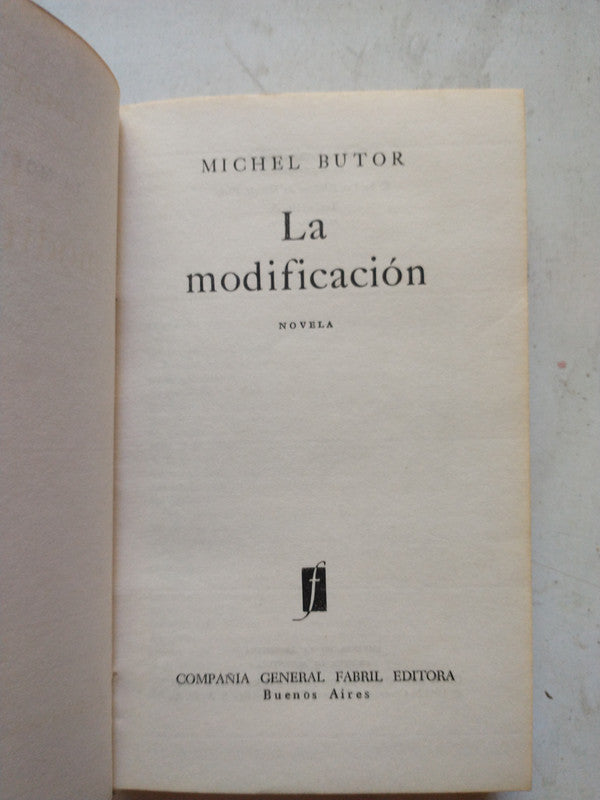 MICHEL BUTOR
La
modificación
NOVELA
f
COMPAÑIA GENERAL FABRIL EDITORA
Buenos Aires